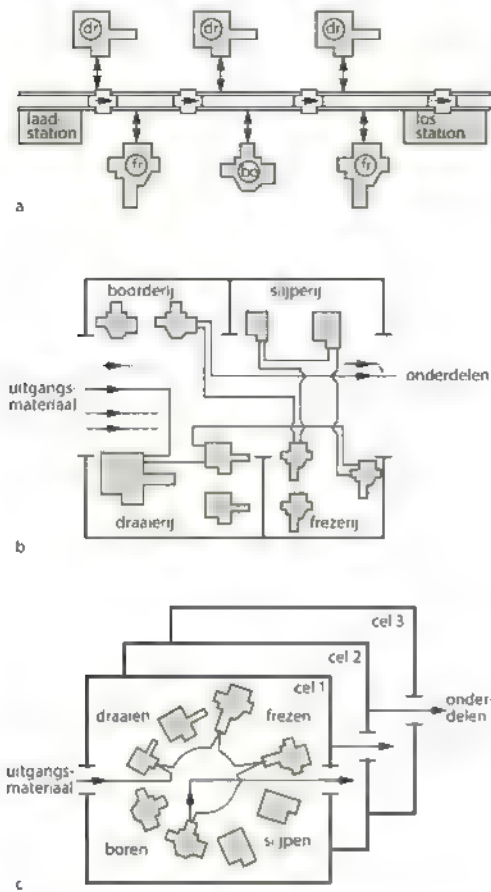 dr
dr
dr
laad-
station
los
station
fr
bo
fr
a
boorderij
slijperij
uitgangs-
materiaal
onderdelen
draaierij
frezerij
b
cel 3
cel 2
cel 1
draaien
frezen
onder-
delen
uitgangs-
materiaal
boren
slijpen
c